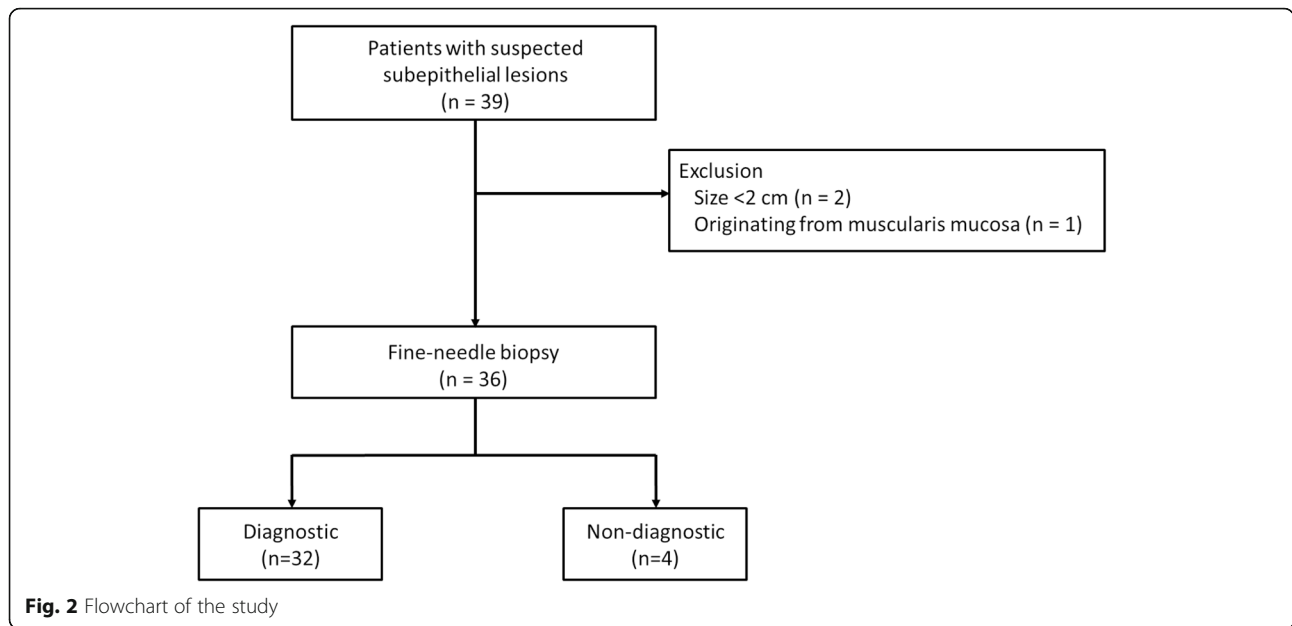 Patients with suspected
subepithelial lesions
(n = 39)
Exclusion
Size <2 cm (n = 2)
Originating from muscularis mucosa (n = 1)
Fine-needle biopsy
(n = 36)
Diagnostic
(n=32)
Non-diagnostic
(n=4)
Fig. 2 Flowchart of the study